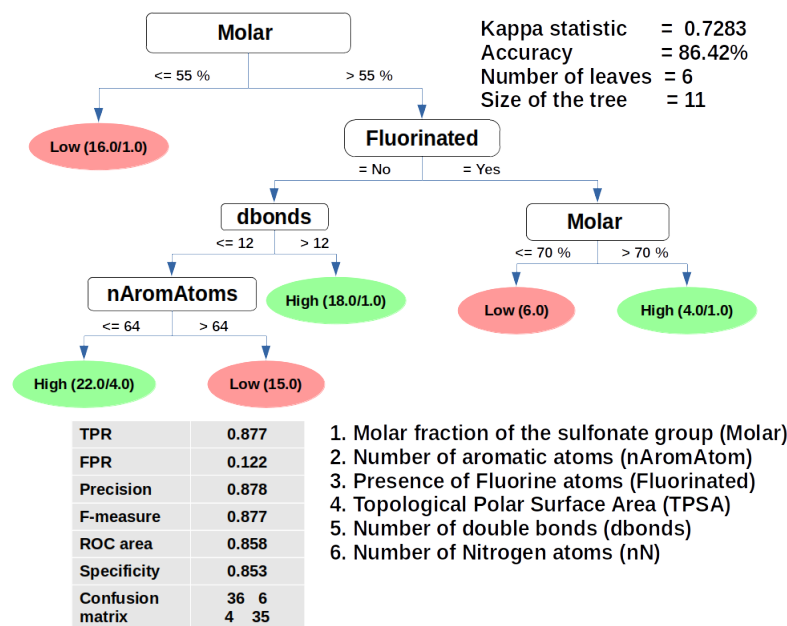 Molar
Kappa statistic = 0.7283
Accuracy = 86.42%
Number of leaves = 6
Size of the tree = 11
<= 55 % > 55 %
Low (16.0/1.0)
Fluorinated
= No = Yes
dbonds
Molar
<= 12 > 12
<= 70 % > 70 %
nAromAtoms
High (18.0/1.0)
Low (6.0)
High (4.0/1.0)
<= 64 > 64
High (22.0/4.0)
Low (15.0)
TPR 0.877
FPR 0.122
Precision 0.878
F-measure 0.877
ROC area 0.858
Specificity 0.853
Confusion 36 6
matrix 4 35
1. Molar fraction of the sulfonate group (Molar)
2. Number of aromatic atoms (nAromAtom)
3. Presence of Fluorine atoms (Fluorinated)
4. Topological Polar Surface Area (TPSA)
5. Number of double bonds (dbonds)
6. Number of Nitrogen atoms (nN)